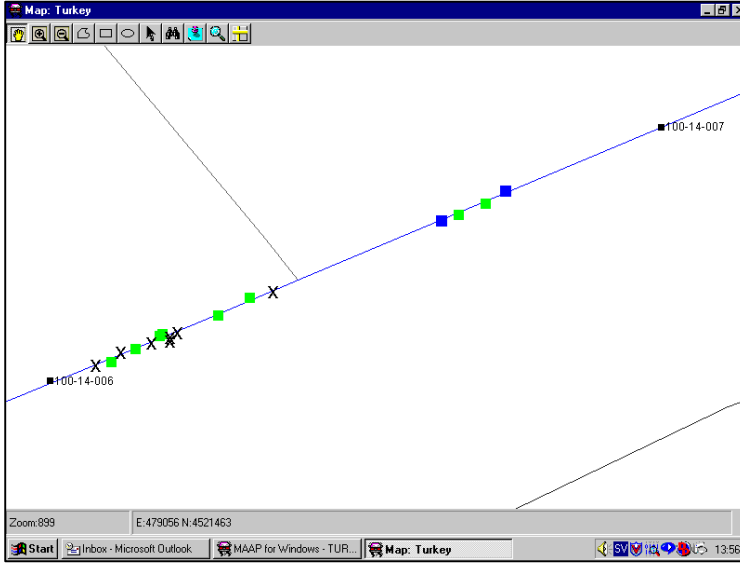 Map: Turkey
100-14-007
X
X
X
X
X
X
X
100-14-006
Zoom:899
E:479056 N:4521463
Start
Inbox - Microsoft Outlook
MAAP for Windows - TUR...
Map: Turkey
SV
13:56